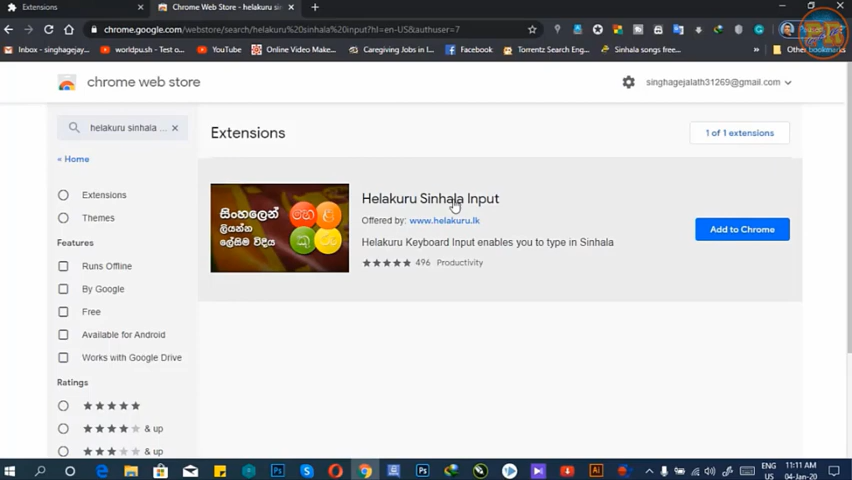 Extensions
Chrome Web Store - helakuru sin
chrome.google.com/webstore/search/helakuru%20sinhala%20input?hl=en-US&authuser=7
Inbox - singhagejay...
worldpu.sh - Test o...
YouTube
Online Video Make...
Caregiving Jobs in I...
Facebook
Torrentz Search Eng...
Sinhala songs free...
Other bookmarks
chrome web store
singhagejalath31269@gmail.com
helakuru sinhala ...
Extensions
1 of 1 extensions
« Home
Extensions
Themes
Features
Runs Offline
By Google
Free
Available for Android
Works with Google Drive
Ratings
& up
& up
සිංහලෙන්
ලියන්න
ලේසිම විදිය
හෙ ළ
කු රු
Helakuru Sinhala Input
Offered by: www.helakuru.lk
Helakuru Keyboard Input enables you to type in Sinhala
496 Productivity
Add to Chrome
ENG
US
11:11 AM
04-Jan-20